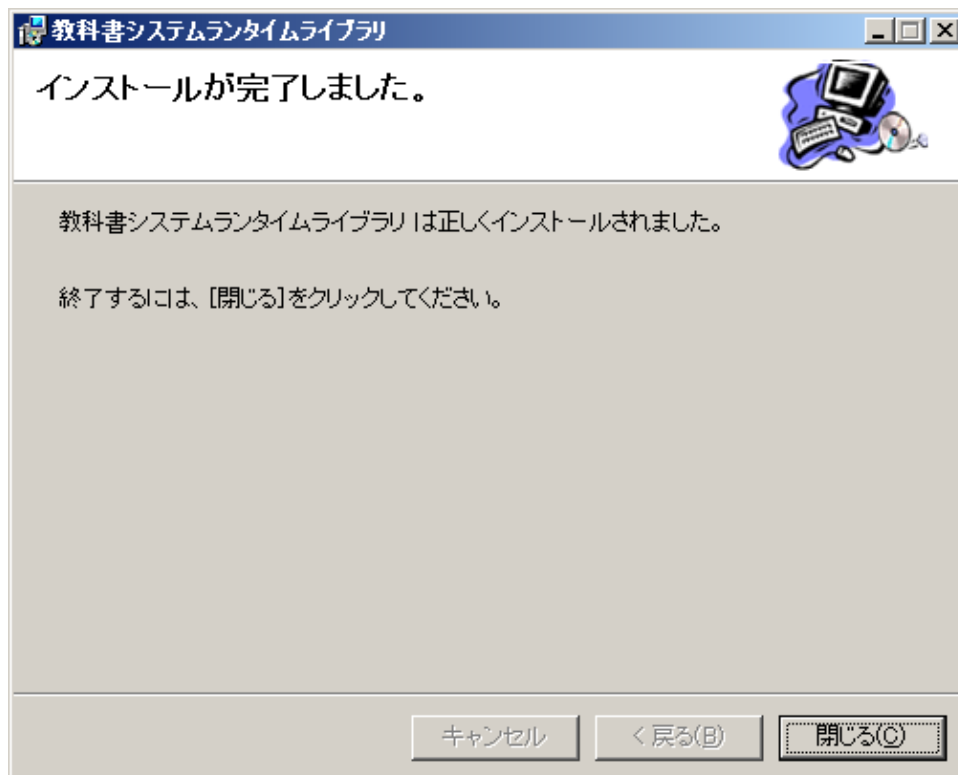 教科書システムランタイムライブラリ
インストールが完了しました。
教科書システムランタイムライブラリ は正しくインストールされました。
終了するには、[閉じる]をクリックしてください。
キャンセル
< 戻る(B)
閉じる(C)